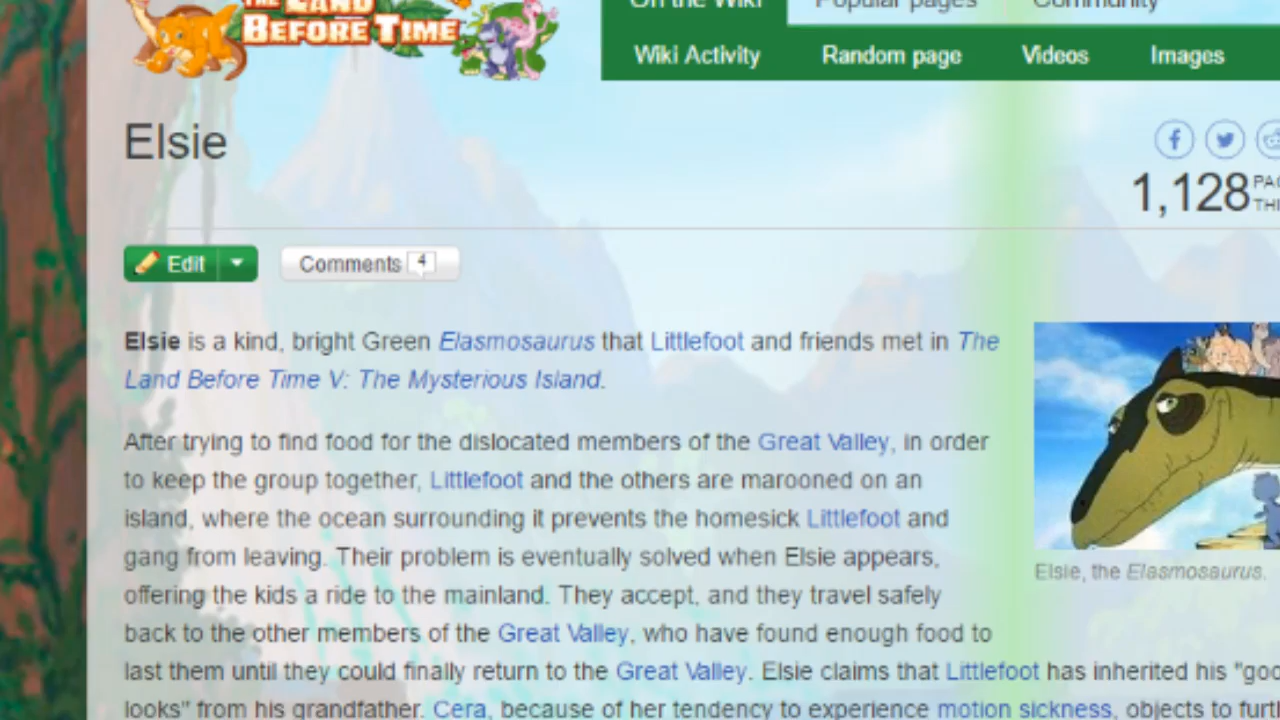 THE LAND
BEFORE TIME
On the Wiki Popular pages Community
Wiki Activity Random page Videos Images
Elsie
1,128
Edit Comments 4
Elsie is a kind, bright Green Elasmosaurus that Littlefoot and friends met in The
Land Before Time V: The Mysterious Island.
After trying to find food for the dislocated members of the Great Valley, in order
to keep the group together, Littlefoot and the others are marooned on an
island, where the ocean surrounding it prevents the homesick Littlefoot and
gang from leaving. Their problem is eventually solved when Elsie appears,
offering the kids a ride to the mainland. They accept, and they travel safely
back to the other members of the Great Valley, who have found enough food to
last them until they could finally return to the Great Valley. Elsie claims that Littlefoot has inherited his
looks" from his grandfather. Cera, because of her tendency to experience motion sickness, objects to
Elsie, the Elasmosaurus.